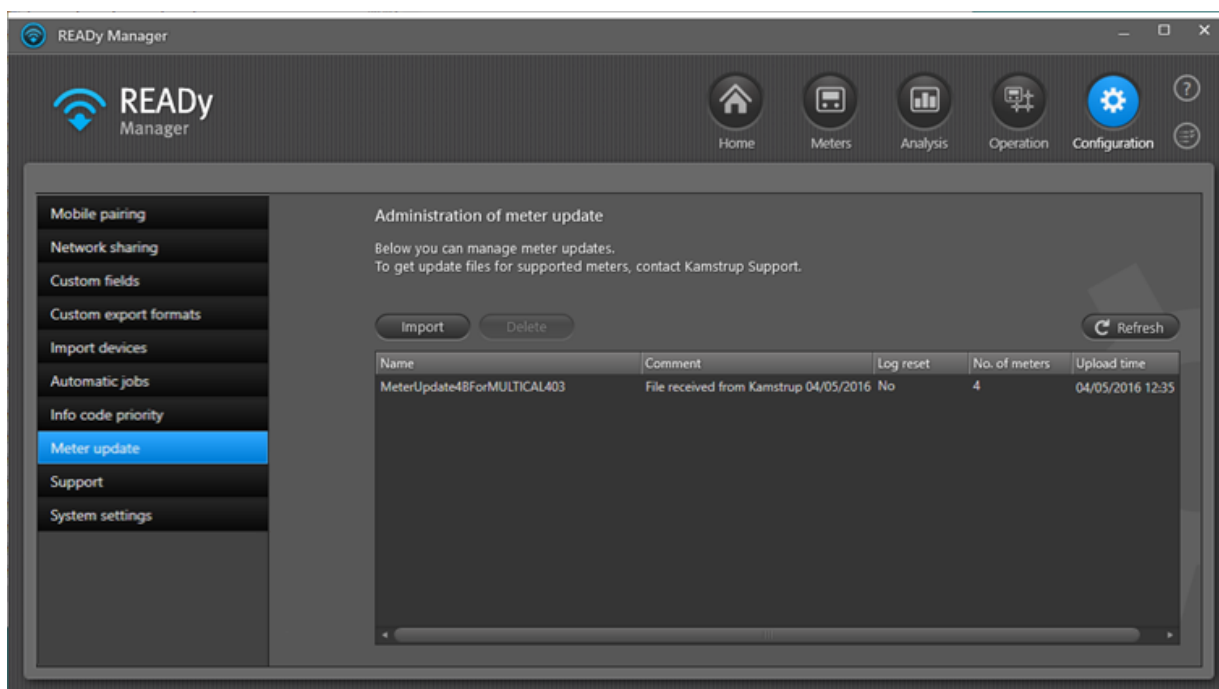 READy Manager
READy
Manager
Home
Meters
Analysis
Operation
Configuration
?
Mobile pairing
Network sharing
Custom fields
Custom export formats
Import devices
Automatic jobs
Info code priority
Meter update
Support
System settings
Administration of meter update
Below you can manage meter updates.
To get update files for supported meters, contact Kamstrup Support.
Import
Delete
Refresh
Name Comment Log reset No. of meters Upload time
MeterUpdate4BForMULTICAL403 File received from Kamstrup 04/05/2016 No 4 04/05/2016 12:35